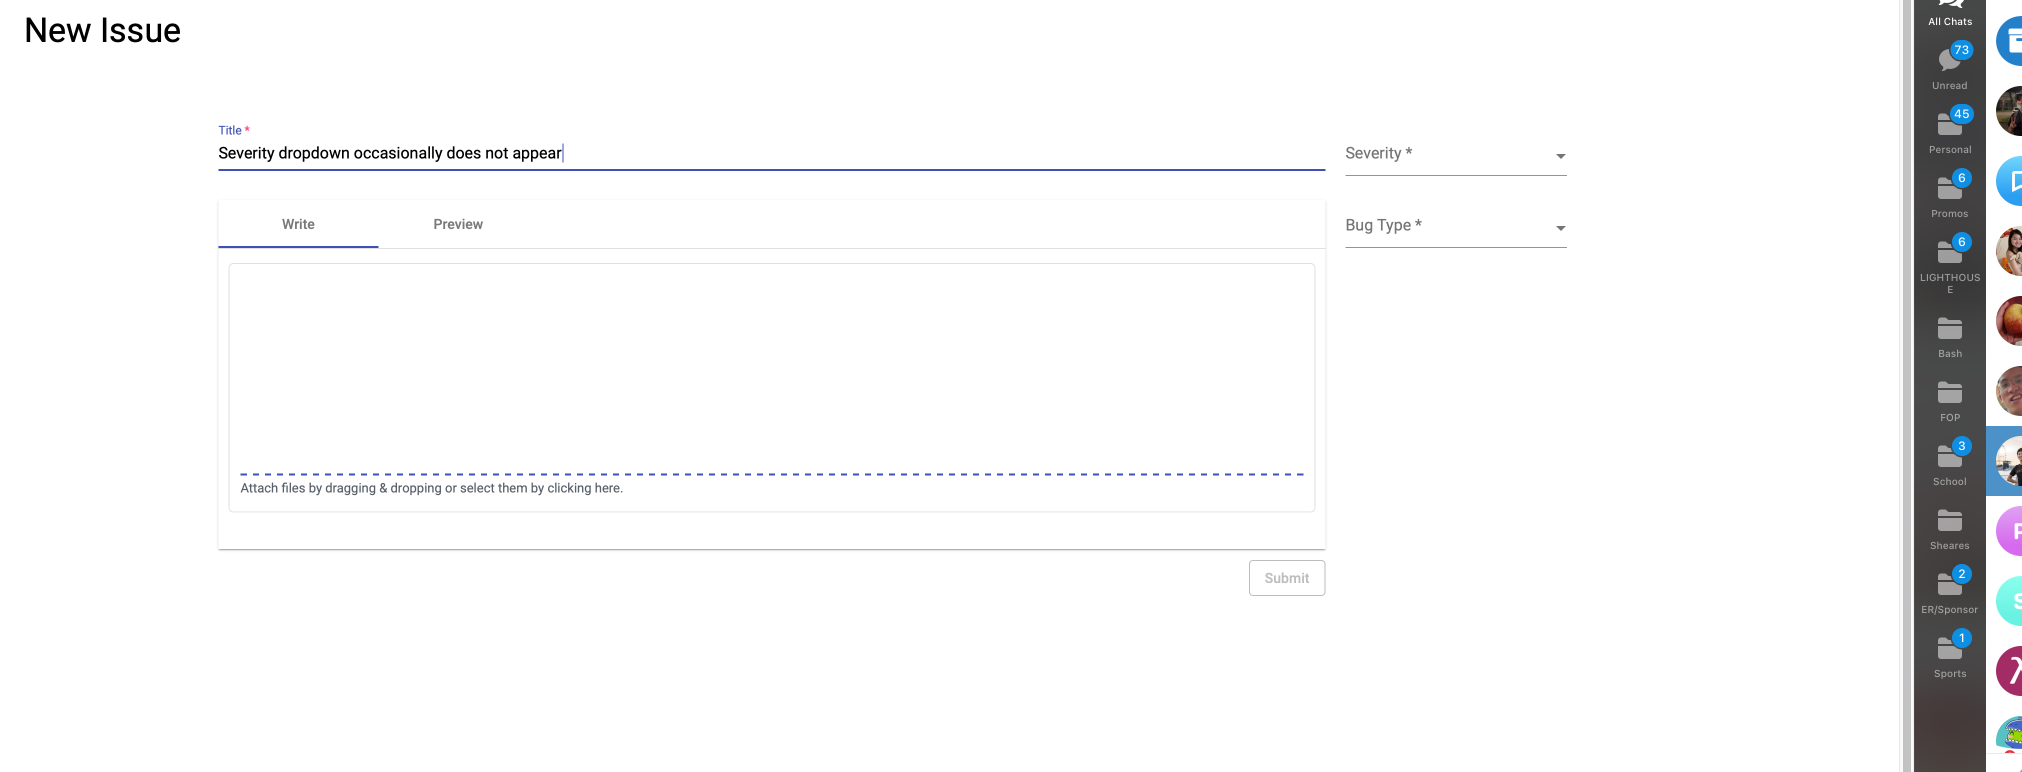 New Issue
Title *
Severity dropdown occasionally does not appear
Severity *
Write
Preview
Bug Type *
Attach files by dragging & dropping or select them by clicking here.
Submit
All Chats
73
Unread
45
Personal
6
Promos
6
LIGHTHOUS
E
Bash
FOP
3
School
Sheares
2
ER/Sponsor
1
Sports